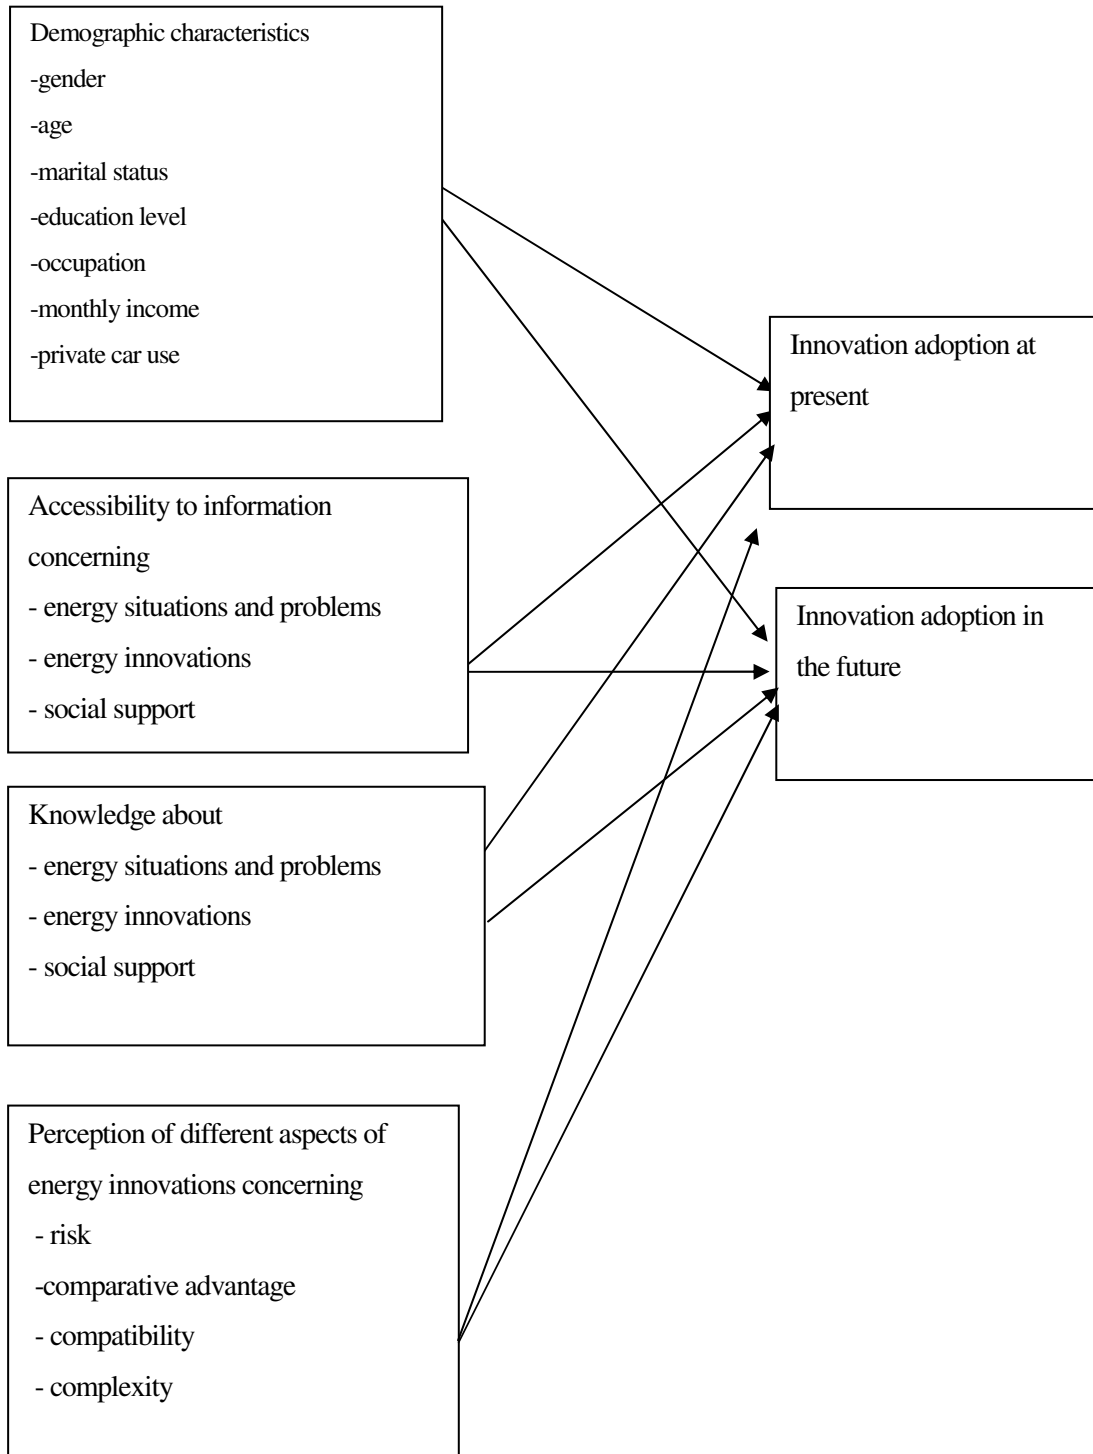 Demographic characteristics
-gender
-age
-marital status
-education level
-occupation
-monthly income
-private car use
Innovation adoption at
present
Accessibility to information
concerning
- energy situations and problems
- energy innovations
- social support
Innovation adoption in
the future
Knowledge about
- energy situations and problems
- energy innovations
- social support
Perception of different aspects of
energy innovations concerning
- risk
-comparative advantage
- compatibility
- complexity